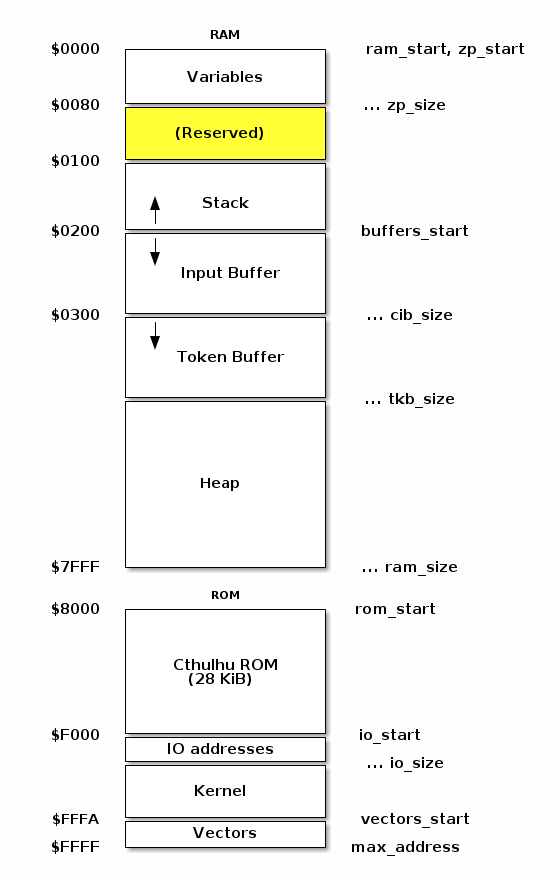 RAM
$0000 ram_start, zp_start
Variables
$0080 ... zp_size
(Reserved)
$0100
Stack
$0200 buffers_start
Input Buffer
$0300 ... cib_size
Token Buffer
... tkb_size
Heap
$7FFF ... ram_size
ROM
$8000 rom_start
Cthulhu ROM
(28 KiB)
$F000 io_start
IO addresses
... io_size
Kernel
$FFFA vectors_start
Vectors
$FFFF max_address